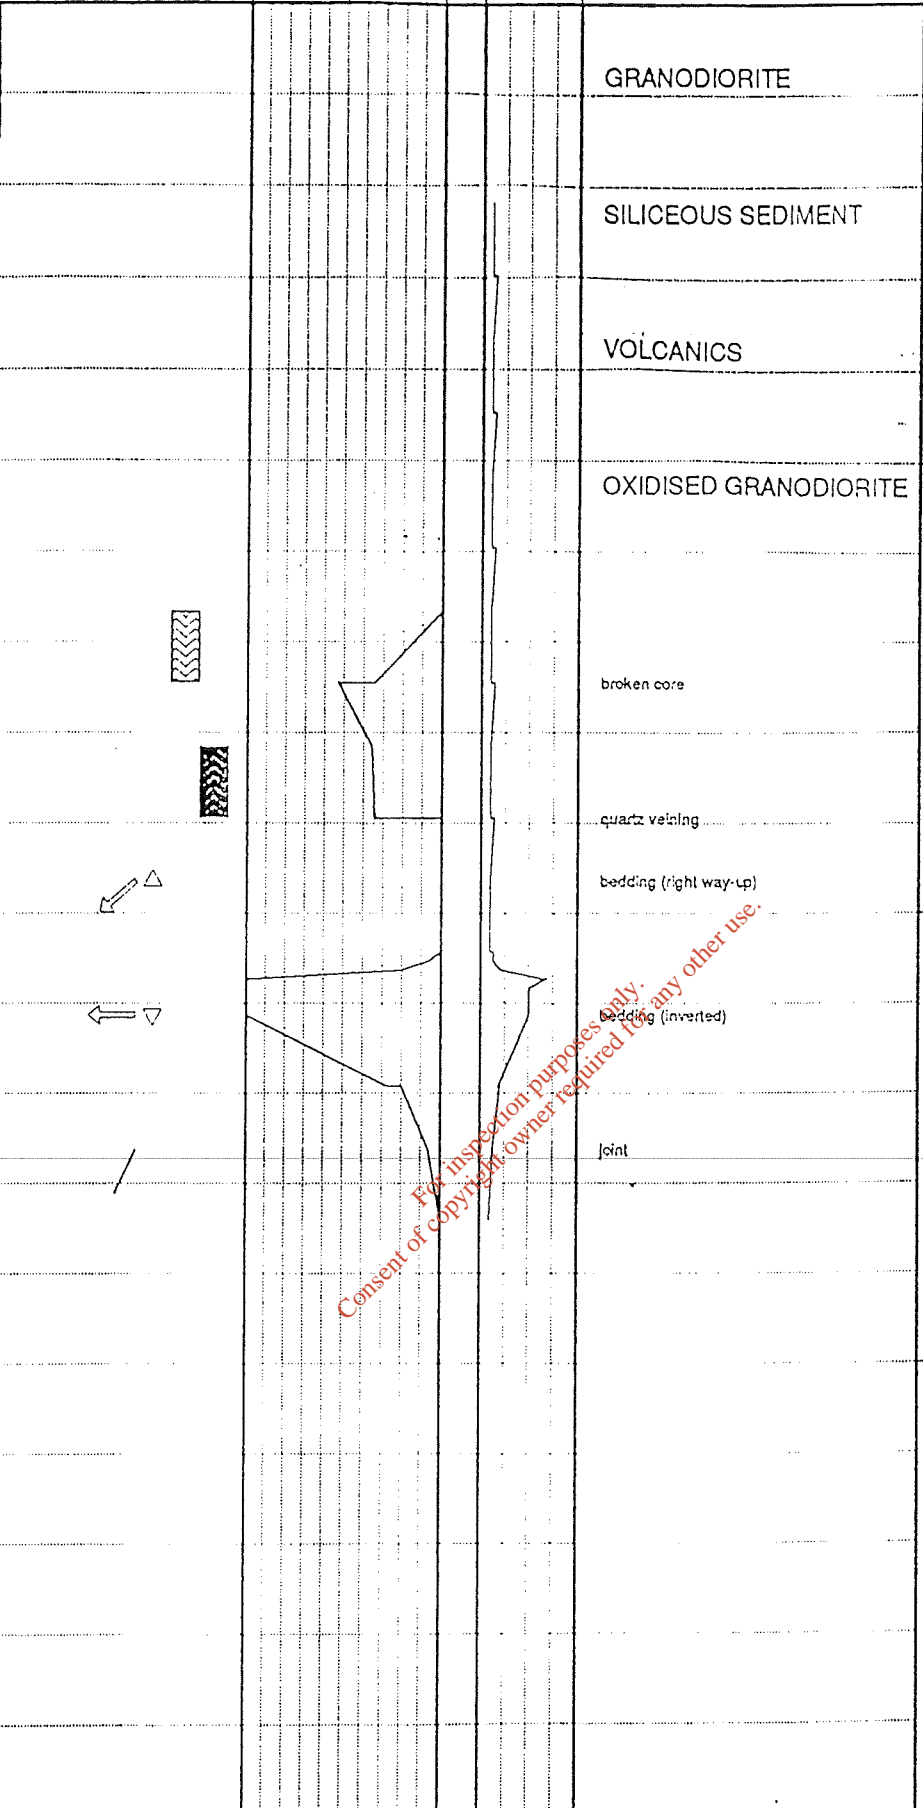 GRANODIORITE
SILICEOUS SEDIMENT
VOLCANICS
OXIDISED GRANODIORITE
broken core
quartz veining
bedding (right way-up)
bedding (inverted)
joint
For inspection purposes only.
Consent of copyright owner required for any other use.